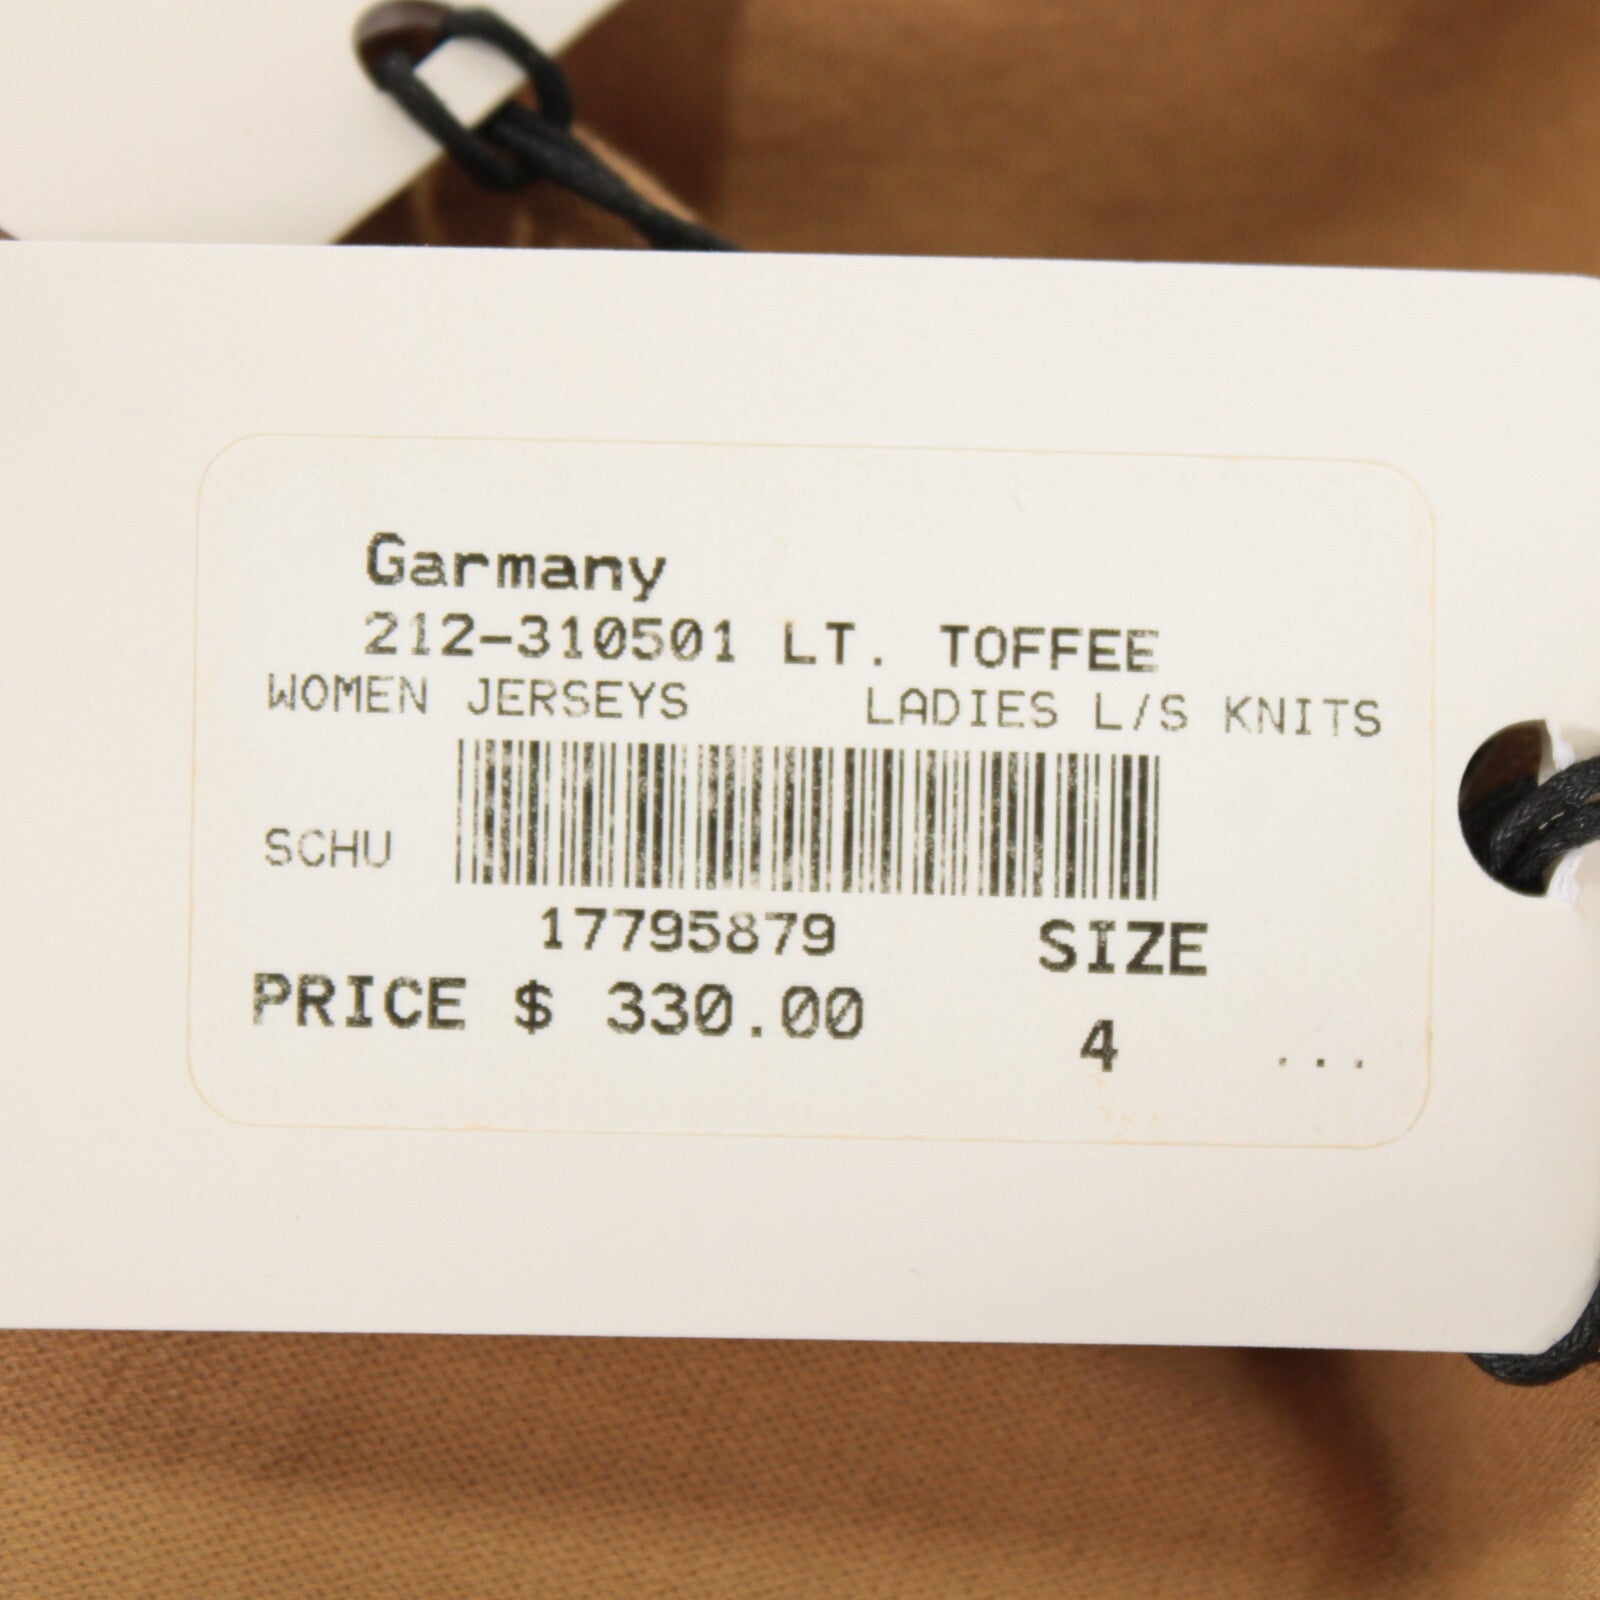 Garmany
212-310501 LT. TOFFEE
WOMEN JERSEYS LADIES L/S KNITS
SCHU
17795879 SIZE
PRICE $ 330.00 4 ...